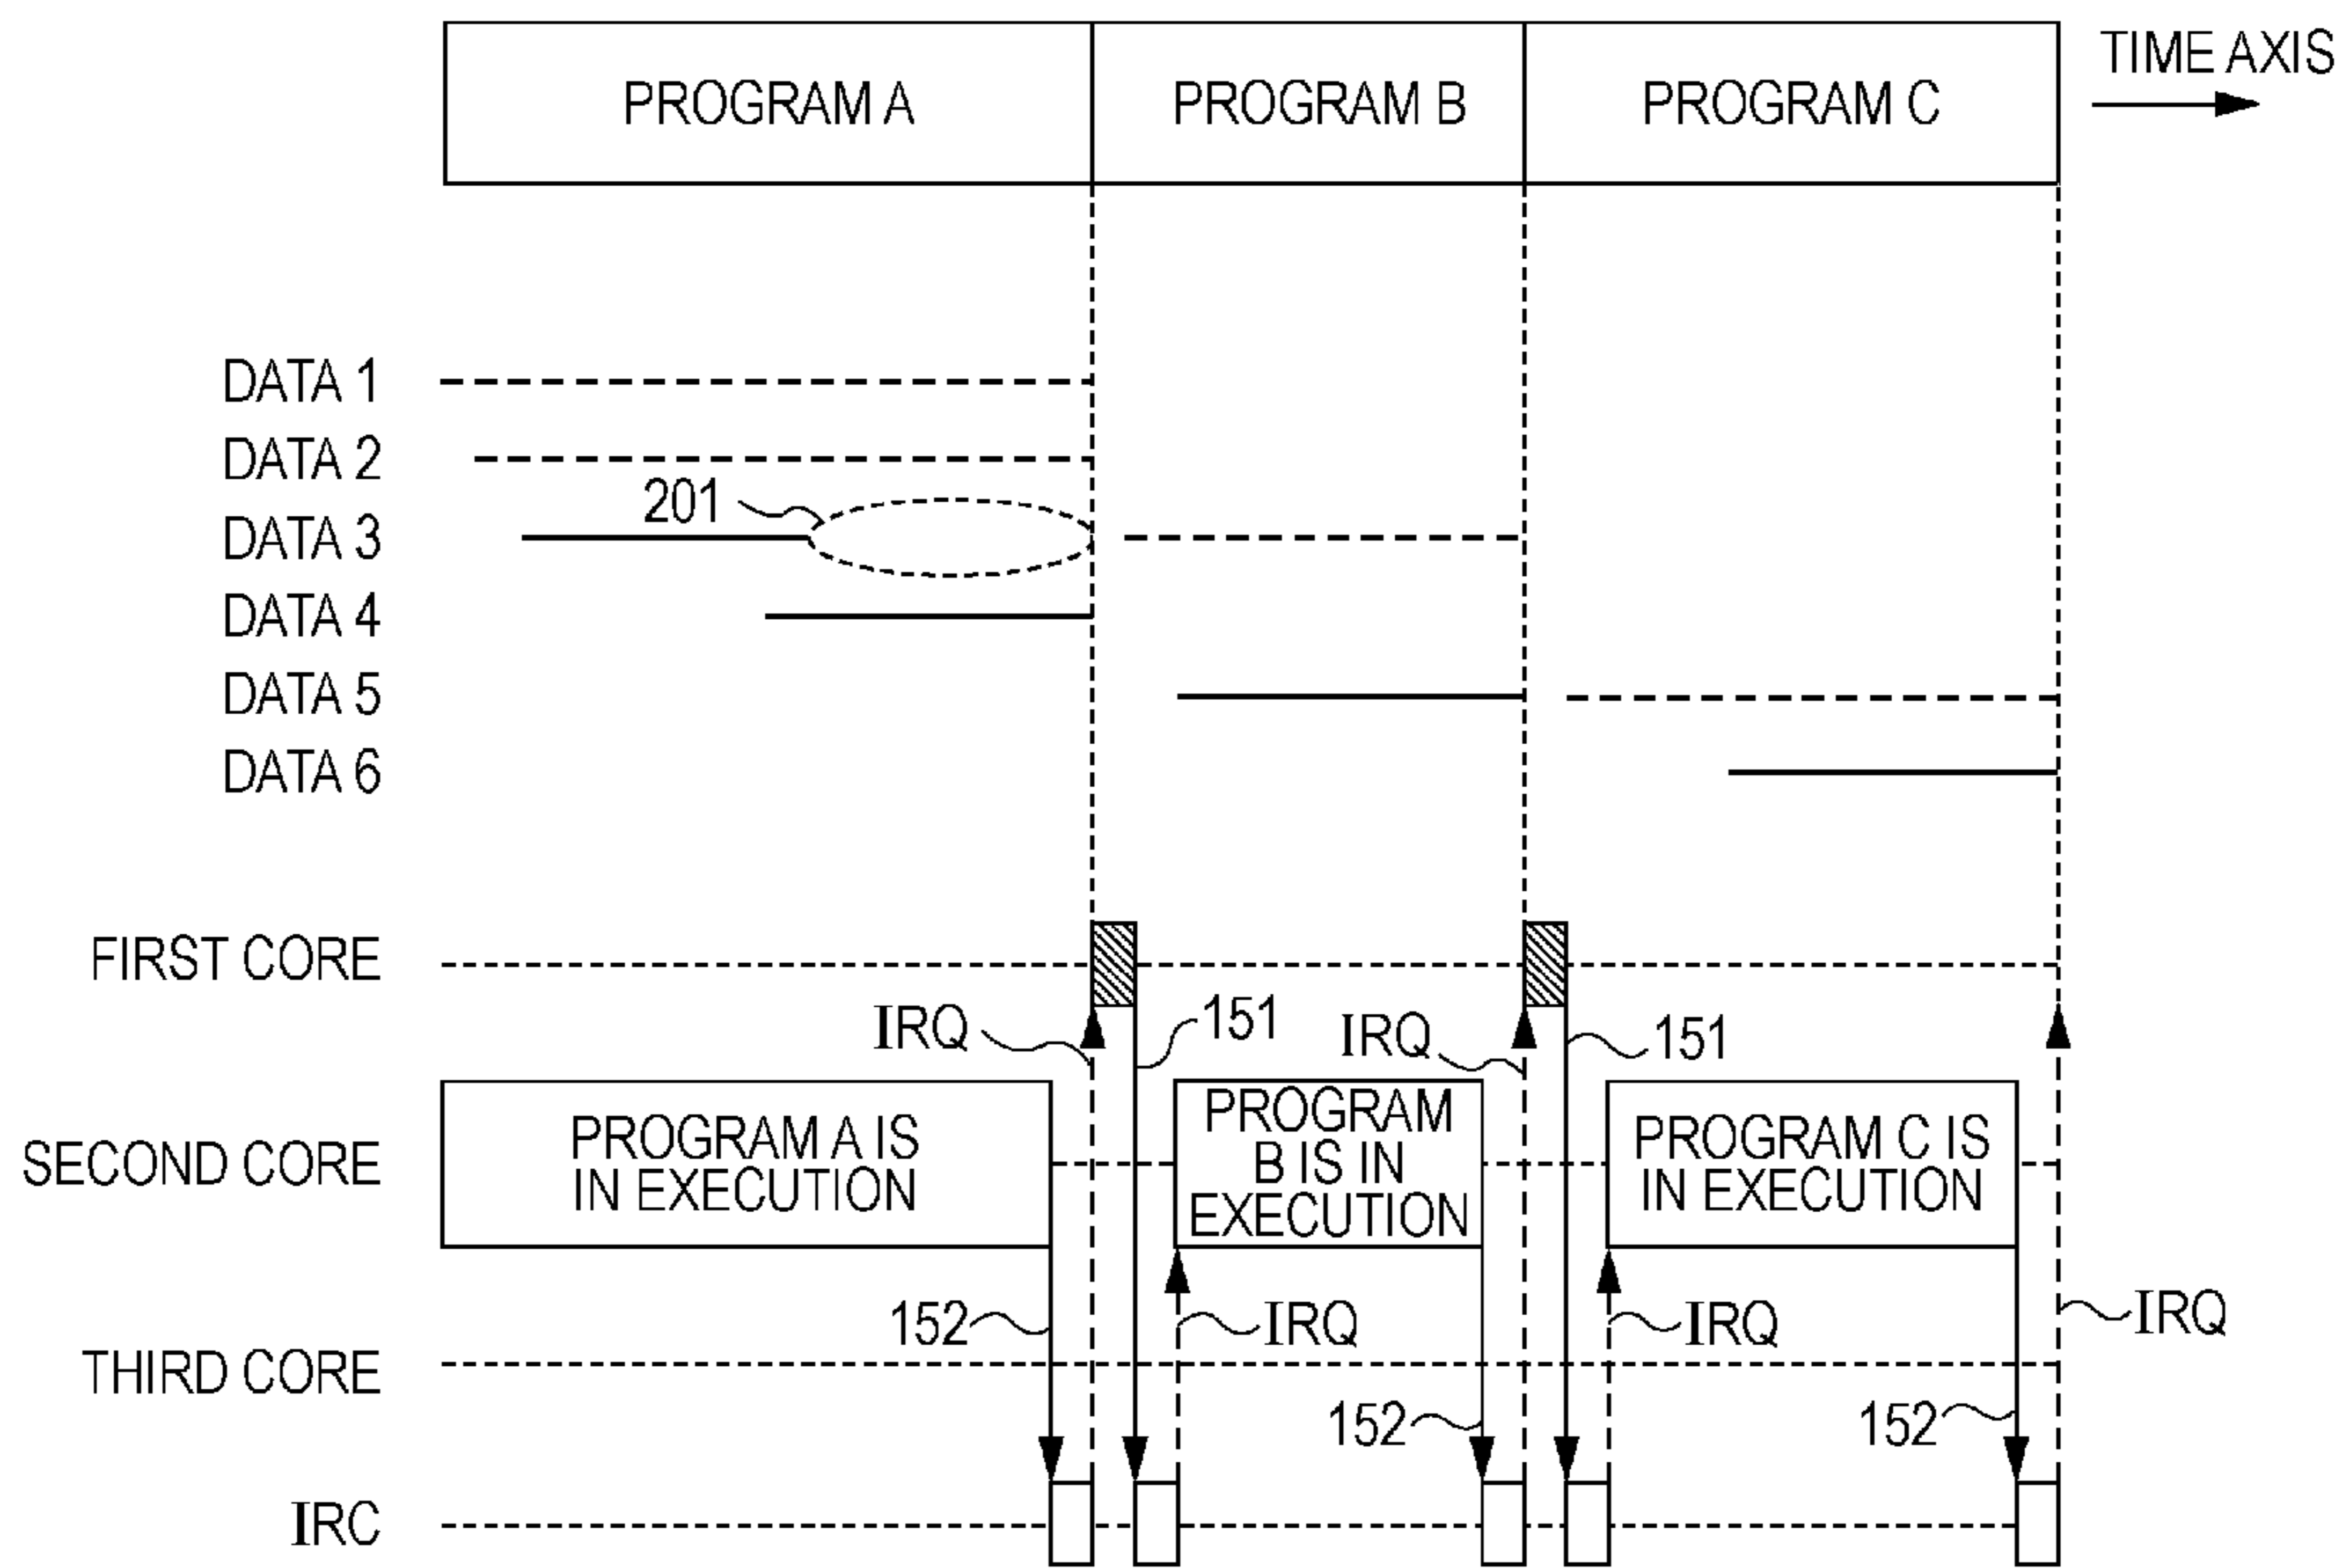 PROGRAM A
PROGRAM B
PROGRAM C
TIME AXIS
DATA 1
DATA 2
201
DATA 3
DATA 4
DATA 5
DATA 6
FIRST CORE
IRQ
151
IRQ
151
SECOND CORE
PROGRAM A IS
IN EXECUTION
PROGRAM
B IS IN
EXECUTION
PROGRAM C IS
IN EXECUTION
152
IRQ
IRQ
IRQ
THIRD CORE
152
152
IRC